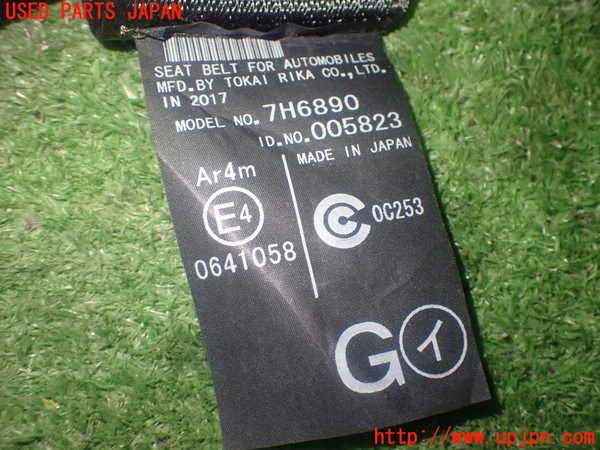 USED PARTS JAPAN
SEAT BELT FOR AUTOMOBILES
MFD.BY TOKAI RIKA CO.,LTD.
IN 2017
MODEL NO. 7H6890
ID.NO. 005823
MADE IN JAPAN
Ar4m
E4
0641058
0C253
G イ
http://www.upjpn.com